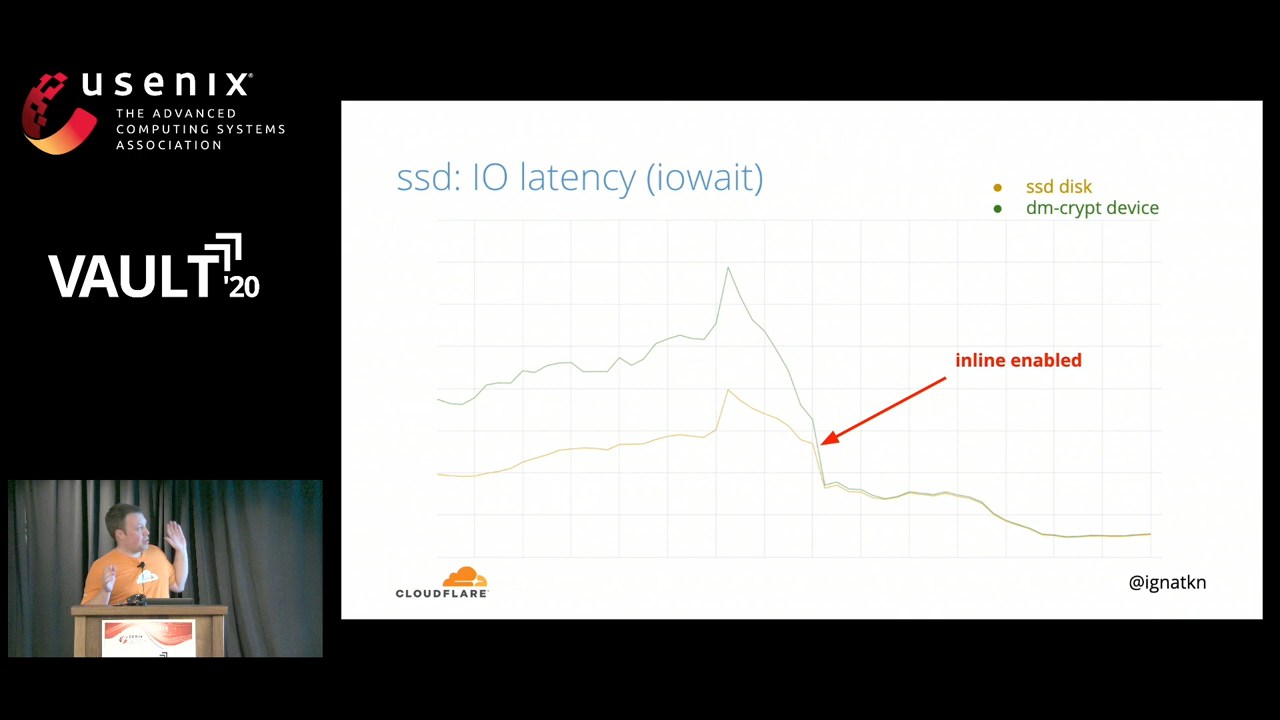 usenix
THE ADVANCED
COMPUTING SYSTEMS
ASSOCIATION
VAULT '20
ssd: IO latency (iowait)
ssd disk
dm-crypt device
inline enabled
CLOUDFLARE
@ignatkn
usenix